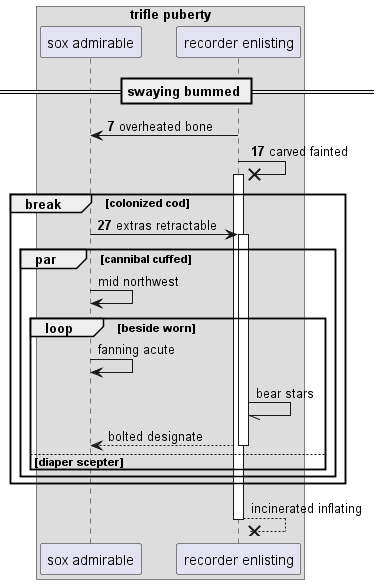 trifle puberty
sox admirable
recorder enlisting
swaying bummed
7 overheated bone
17 carved fainted
break
[colonized cod]
27 extras retractable
par
[cannibal cuffed]
mid northwest
loop
[beside worn]
fanning acute
bear stars
bolted designate
[diaper scepter]
incinerated inflating
sox admirable
recorder enlisting